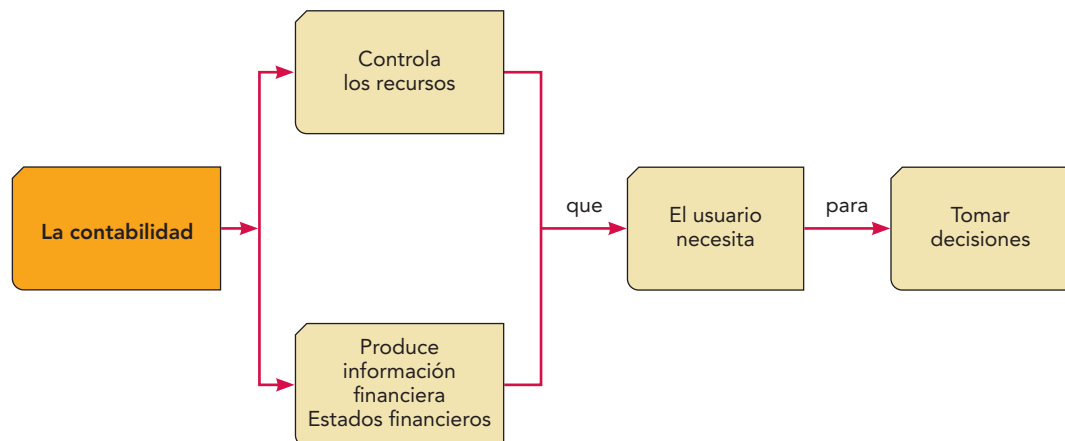 La contabilidad
Controla
los recursos
Produce
información
financiera
Estados financieros
que
El usuario
necesita
para
Tomar
decisiones